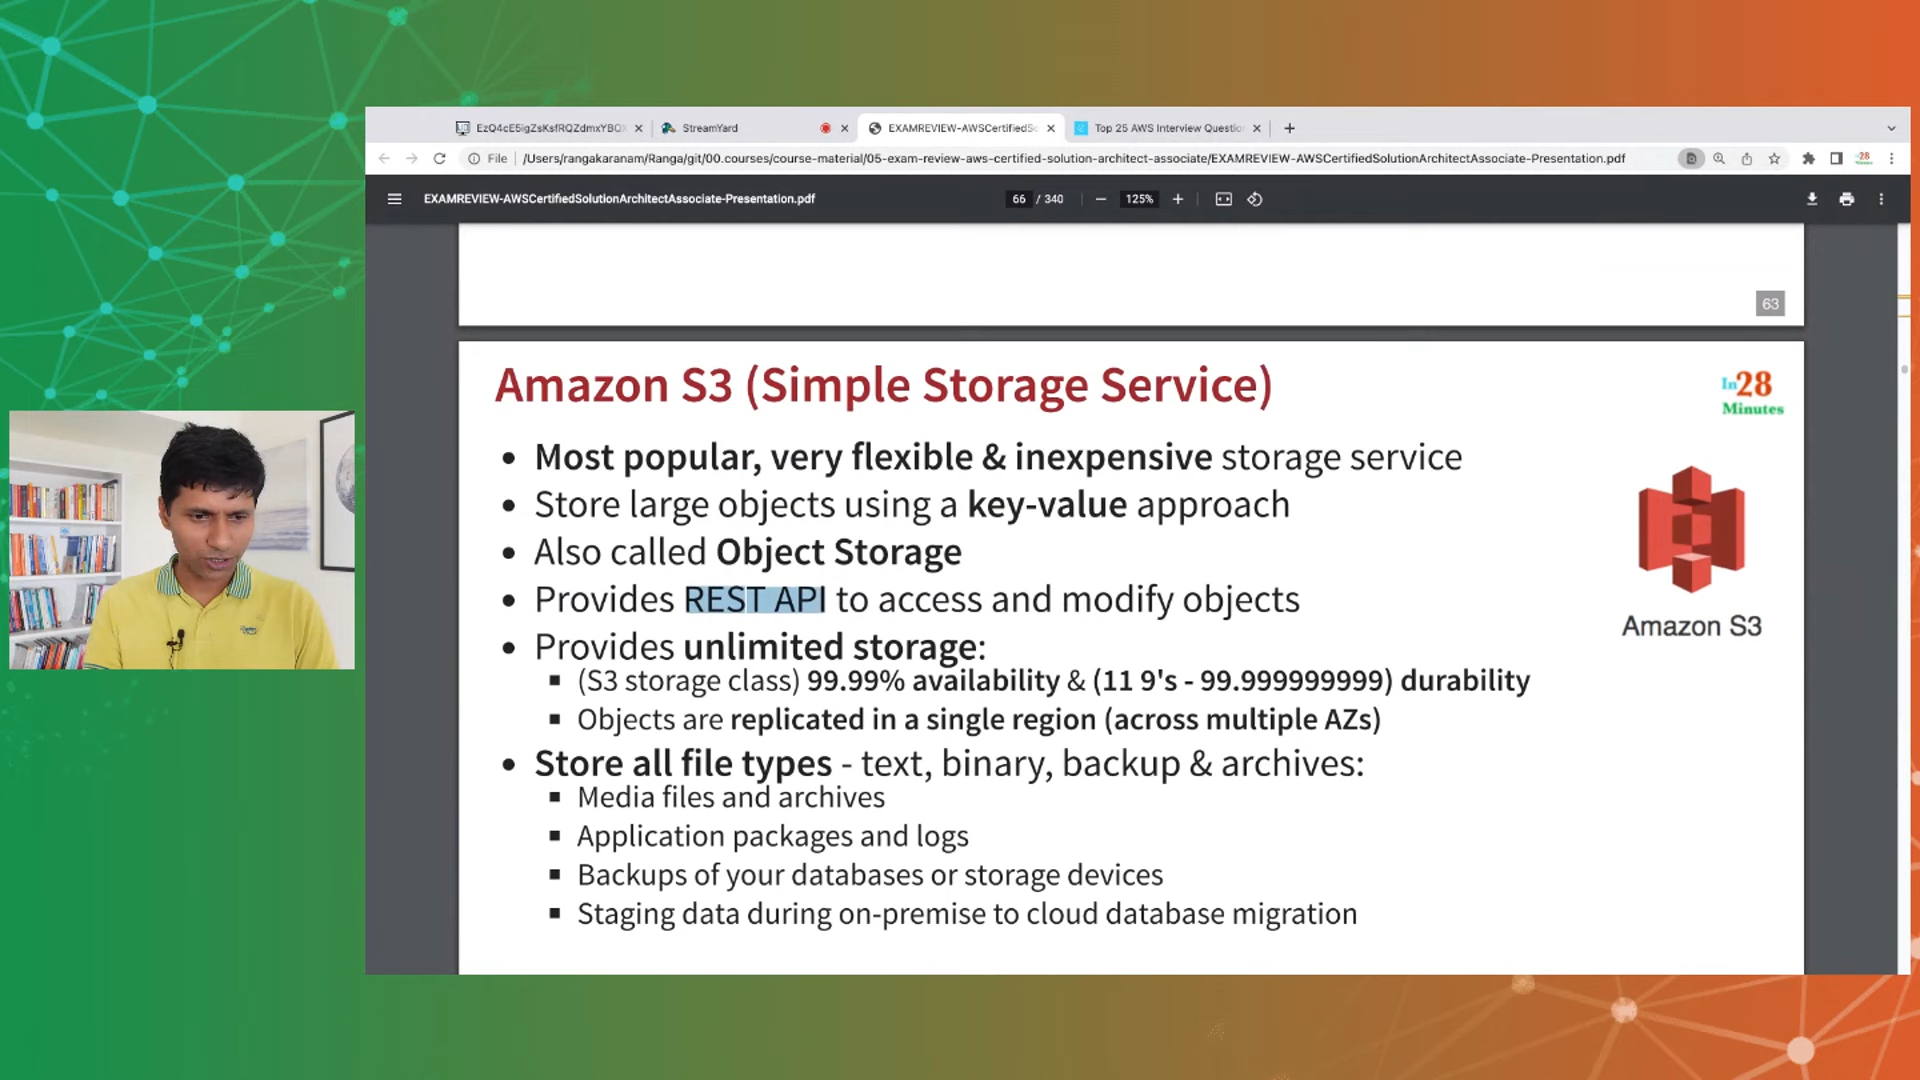 EzQ4cE5igZsKsfRQZdmxYBQX
StreamYard
EXAMREVIEW-AWSCertifiedSo
Top 25 AWS Interview Question
File
/Users/rangakaranam/Ranga/git/00.courses/course-material/05-exam-review-aws-certified-solution-architect-associate/EXAMREVIEW-AWSCertifiedSolutionArchitectAssociate-Presentation.pdf
EXAMREVIEW-AWSCertifiedSolutionArchitectAssociate-Presentation.pdf
66 / 340
125%
63
Amazon S3 (Simple Storage Service)
In28
Minutes
• Most popular, very flexible & inexpensive storage service
• Store large objects using a key-value approach
• Also called Object Storage
• Provides REST API to access and modify objects
• Provides unlimited storage:
▪ (S3 storage class) 99.99% availability & (11 9's - 99.999999999) durability
▪ Objects are replicated in a single region (across multiple AZs)
• Store all file types - text, binary, backup & archives:
▪ Media files and archives
▪ Application packages and logs
▪ Backups of your databases or storage devices
▪ Staging data during on-premise to cloud database migration
Amazon S3